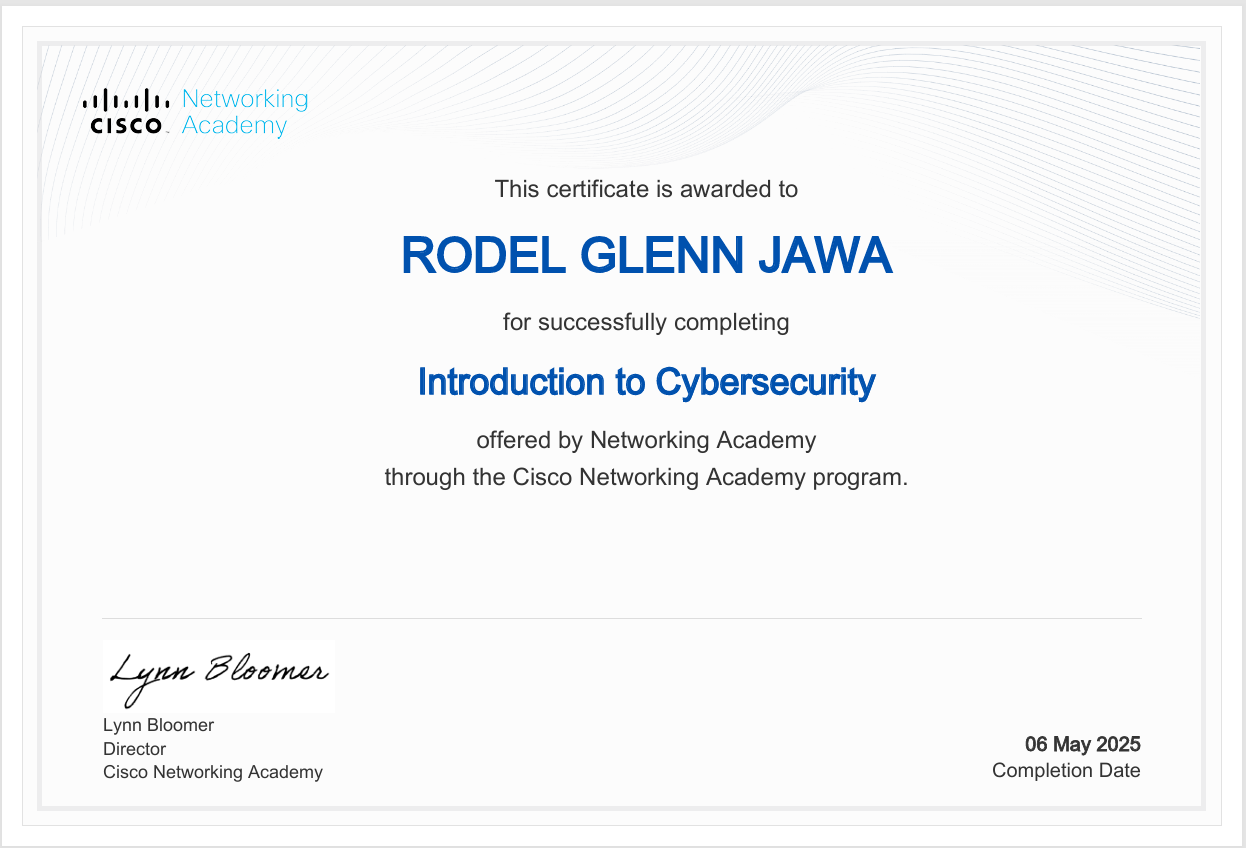 Networking
CISCO Academy
This certificate is awarded to
RODEL GLENN JAWA
for successfully completing
Introduction to Cybersecurity
offered by Networking Academy
through the Cisco Networking Academy program.
Lynn Bloomer
Lynn Bloomer
Director
Cisco Networking Academy
06 May 2025
Completion Date